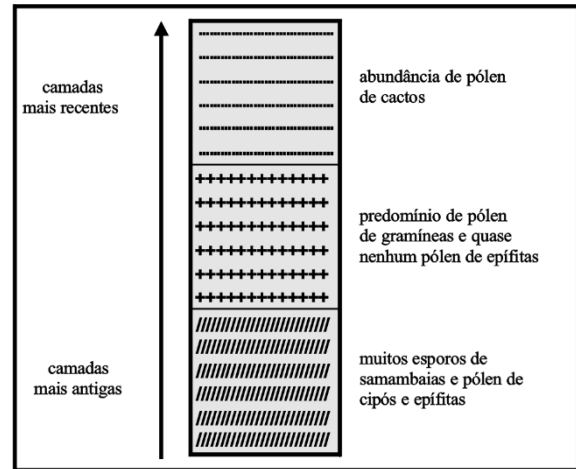 camadas
mais recentes
abundância de pólen
de cactos
predomínio de pólen
de gramíneas e quase
nenhum pólen de epífitas
camadas
mais antigas
muitos esporos de
samambaias e pólen de
cipós e epífitas